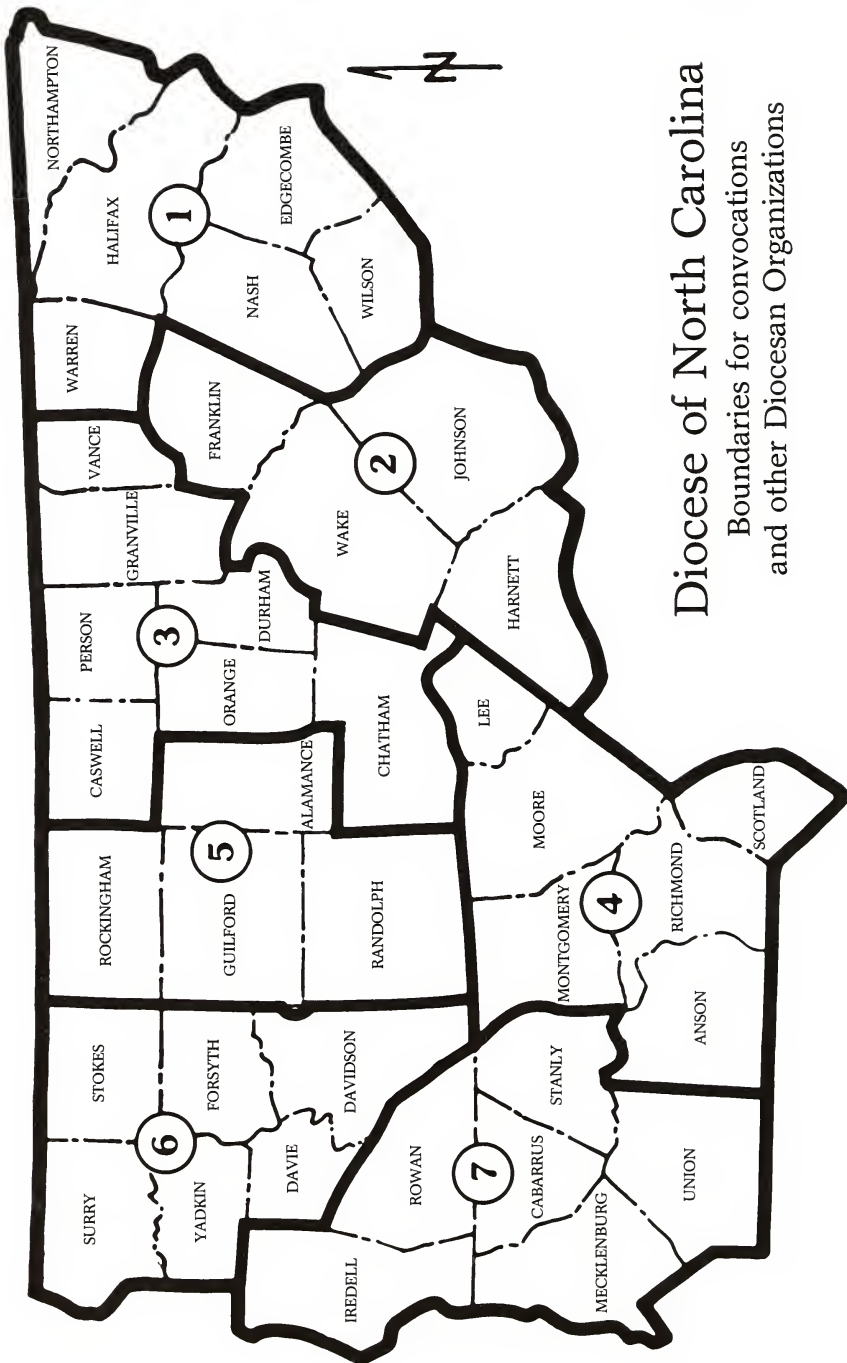 SURRY
STOKES
ROCKINGHAM
CASWELL
PERSON
GRANVILLE
VANCE
WARREN
HALIFAX
NORTHAMPTON
6
3
1
YADKIN
FORSYTH
5
GUILFORD
ORANGE
DURHAM
FRANKLIN
NASH
EDGECOMBE
DAVIE
DAVIDSON
ALAMANCE
WAKE
WILSON
IREDELL
ROWAN
RANDOLPH
CHATHAM
2
7
JOHNSON
CABARRUS
STANLY
MONTGOMERY
MOORE
LEE
HARNETT
MECKLENBURG
4
UNION
ANSON
RICHMOND
SCOTLAND
N
Diocese of North Carolina
Boundaries for convocations
and other Diocesan Organizations